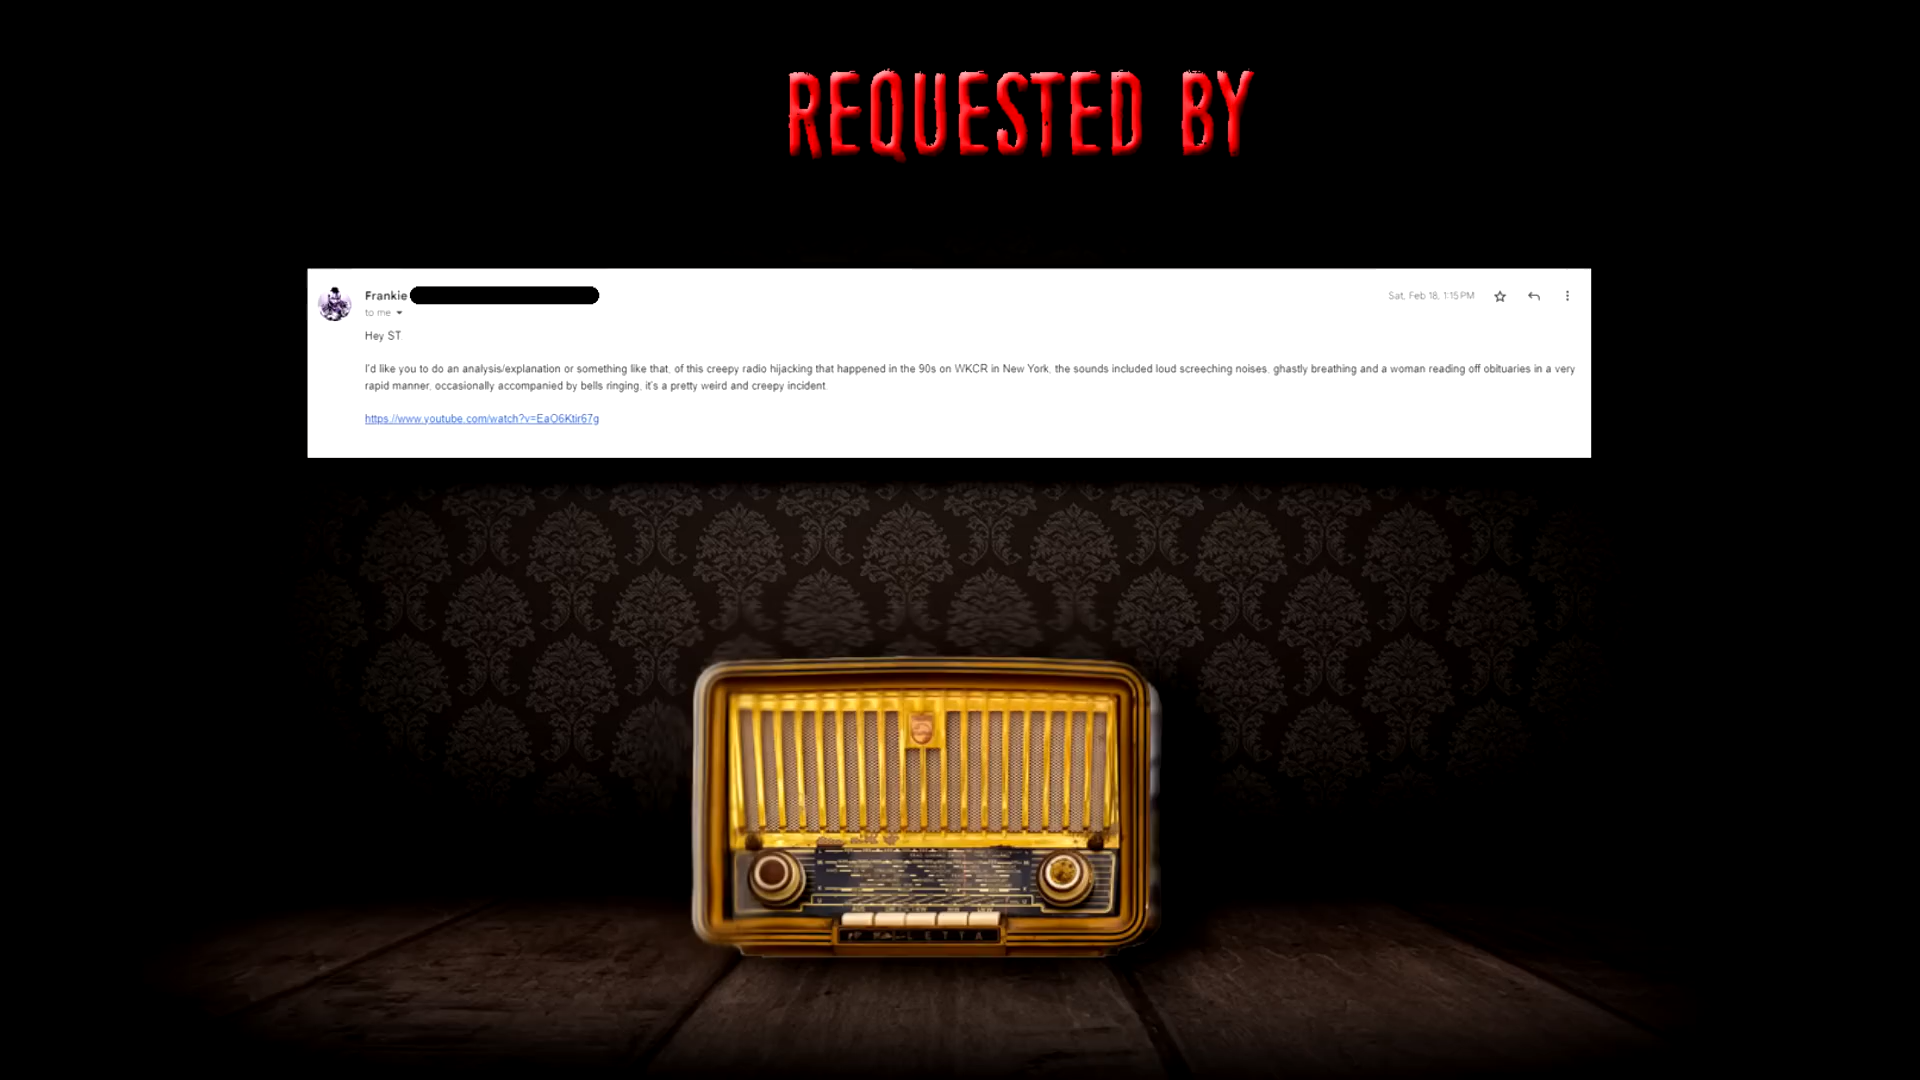 REQUESTED BY
Frankie
Sat, Feb 18, 1:15 PM
to me
Hey ST
I'd like you to do an analysis/explanation or something like that, of this creepy radio hijacking that happened in the 90s on WKCR in New York, the sounds included loud screeching noises, ghastly breathing and a woman reading off obituaries in a very
rapid manner, occasionally accompanied by bells ringing, it's a pretty weird and creepy incident
https://www.youtube.com/watch?v=EaO6Ktir67g